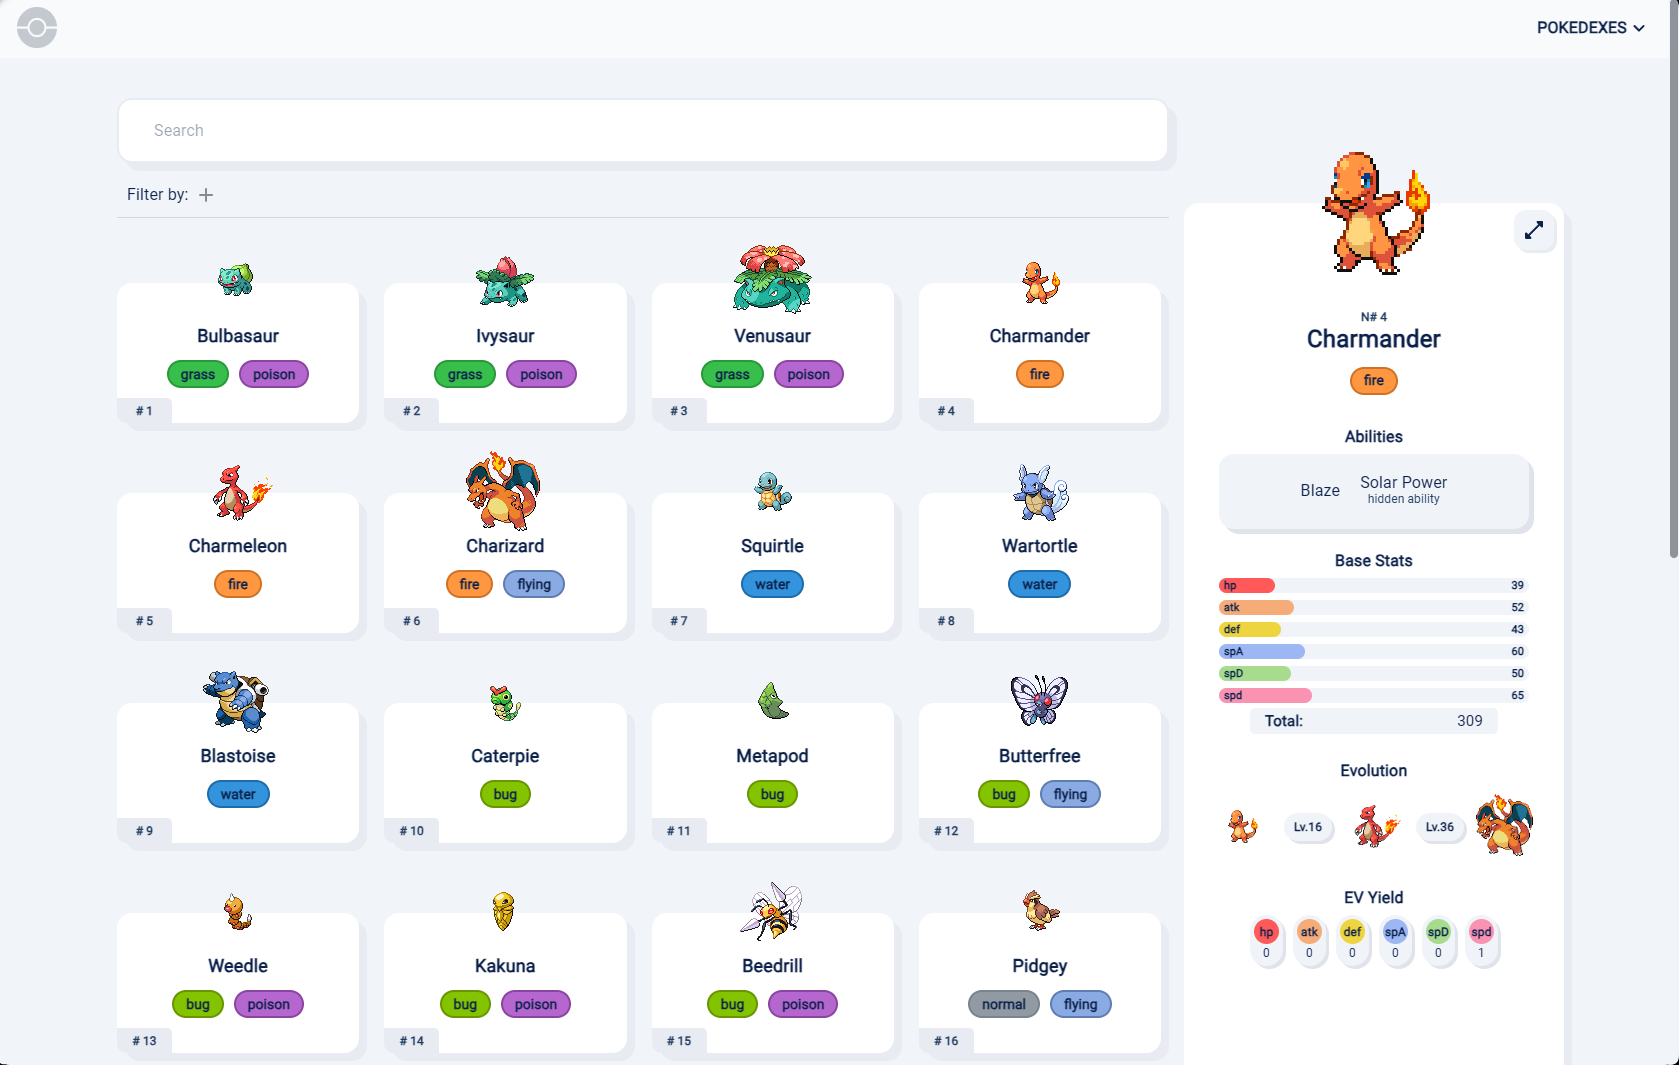 POKEDEXES
Search
Filter by:
Bulbasaur
grass poison
# 1
Ivysaur
grass poison
# 2
Venusaur
grass poison
# 3
Charmander
fire
# 4
Charmeleon
fire
# 5
Charizard
fire flying
# 6
Squirtle
water
# 7
Wartortle
water
# 8
Blastoise
water
# 9
Caterpie
bug
# 10
Metapod
bug
# 11
Butterfree
bug flying
# 12
Weedle
bug poison
# 13
Kakuna
bug poison
# 14
Beedrill
bug poison
# 15
Pidgey
normal flying
# 16
N# 4
Charmander
fire
Abilities
Blaze
Solar Power
hidden ability
Base Stats
hp 39
atk 52
def 43
spA 60
spD 50
spd 65
Total: 309
Evolution
Lv.16 Lv.36
EV Yield
hp atk def spA spD spd
0 0 0 0 0 1